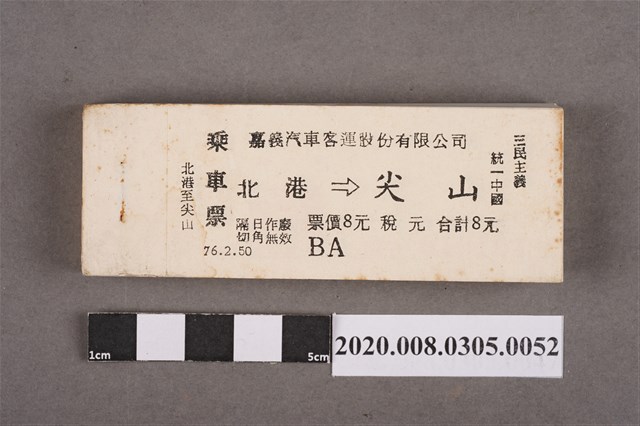 三民主義
統一中國
嘉義汽車客運股份有限公司
乘車票
北港⇨尖山
隔日作廢
切角無效
票價8元 稅 元 合計8元
76.2.50
BA
北港至尖山
1cm
5cm
2020.008.0305.0052